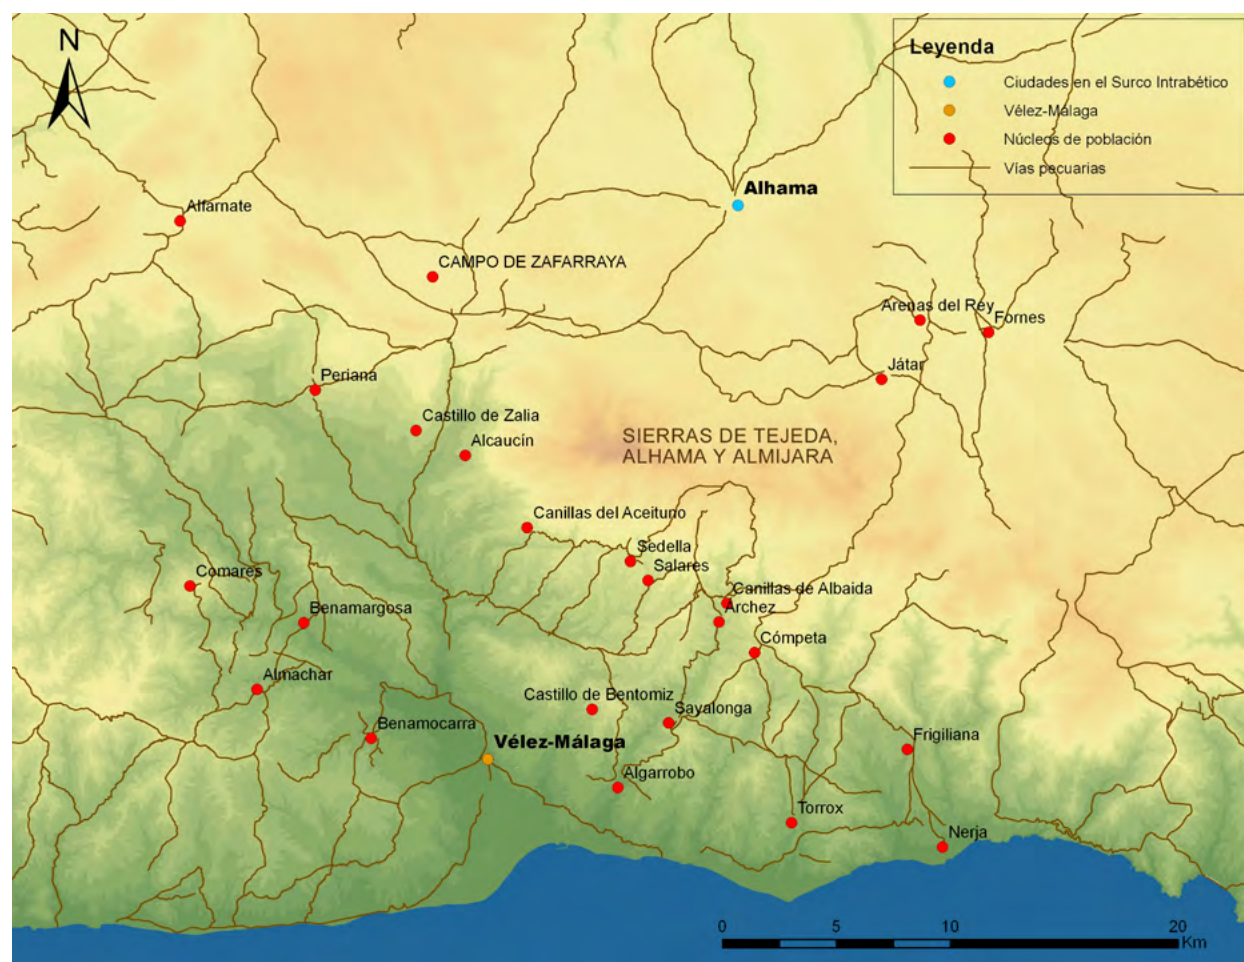 N
Leyenda
Ciudades en el Surco Intrabético
Vélez-Málaga
Núcleos de población
Vías pecuarias
Alhama
Alfarnate
CAMPO DE ZAFARRAYA
Arenas del Rey
Fornes
Játar
Periana
Castillo de Zalia
Alcaucín
SIERRAS DE TEJEDA,
ALHAMA Y ALMIJARA
Canillas del Aceituno
Sedella
Salares
Comares
Canillas de Albaida
Archez
Benamargosa
Cómpeta
Almachar
Castillo de Bentomiz
Sayalonga
Benamocarra
Vélez-Málaga
Frigiliana
Algarrobo
Torrox
Nerja
0 5 10 20
Km